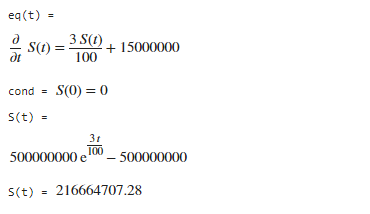 eq(t) =
∂/∂t S(t) = 3 S(t)/100 + 15000000
cond = S(0) = 0
S(t) =
500000000 e^(3t/100) – 500000000
S(t) = 216664707.28